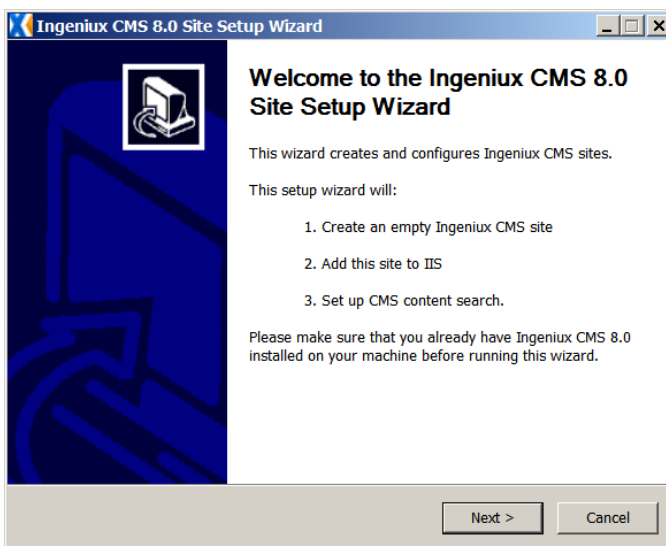 Ingeniux CMS 8.0 Site Setup Wizard
Welcome to the Ingeniux CMS 8.0
Site Setup Wizard
This wizard creates and configures Ingeniux CMS sites.
This setup wizard will:
1. Create an empty Ingeniux CMS site
2. Add this site to IIS
3. Set up CMS content search.
Please make sure that you already have Ingeniux CMS 8.0
installed on your machine before running this wizard.
Next >
Cancel